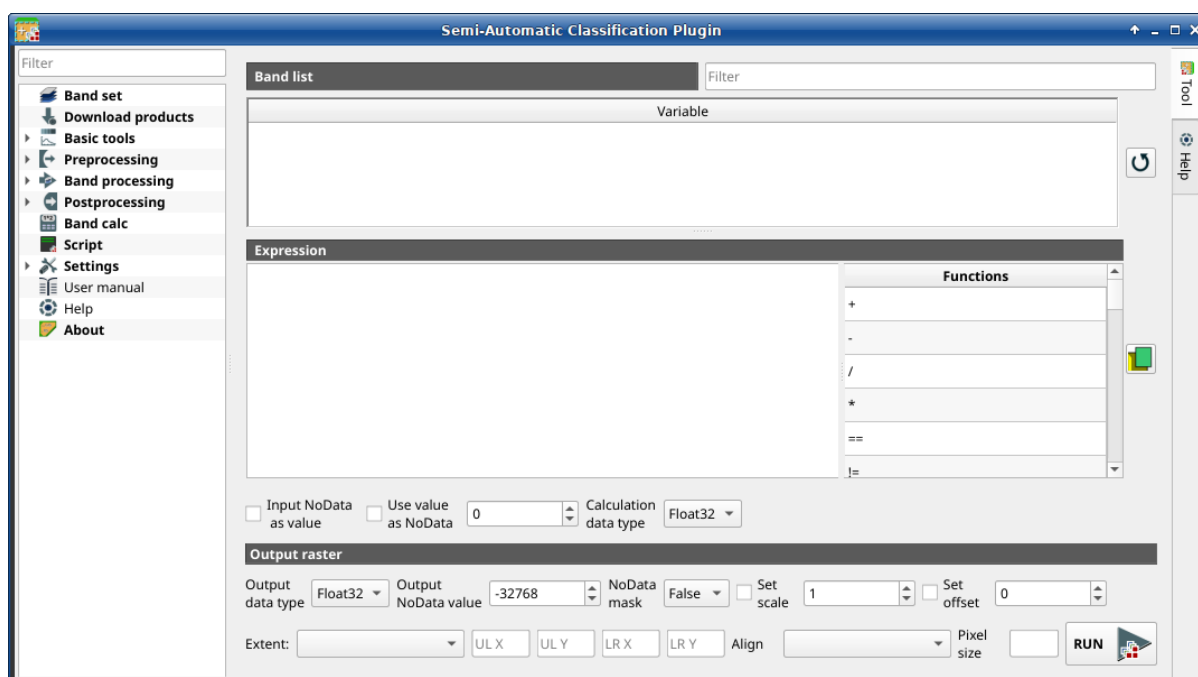 Semi-Automatic Classification Plugin
Filter
Band set
Download products
Basic tools
Preprocessing
Band processing
Postprocessing
Band calc
Script
Settings
User manual
Help
About
Band list
Filter
Variable
Expression
Functions
+
-
/
*
==
!=
Input NoData
as value
Use value
as NoData
0
Calculation
data type
Float32
Output raster
Output
data type
Float32
Output
NoData value
-32768
NoData
mask
False
Set
scale
1
Set
offset
0
Extent:
UL X
UL Y
LR X
LR Y
Align
Pixel
size
RUN
Tool
Help